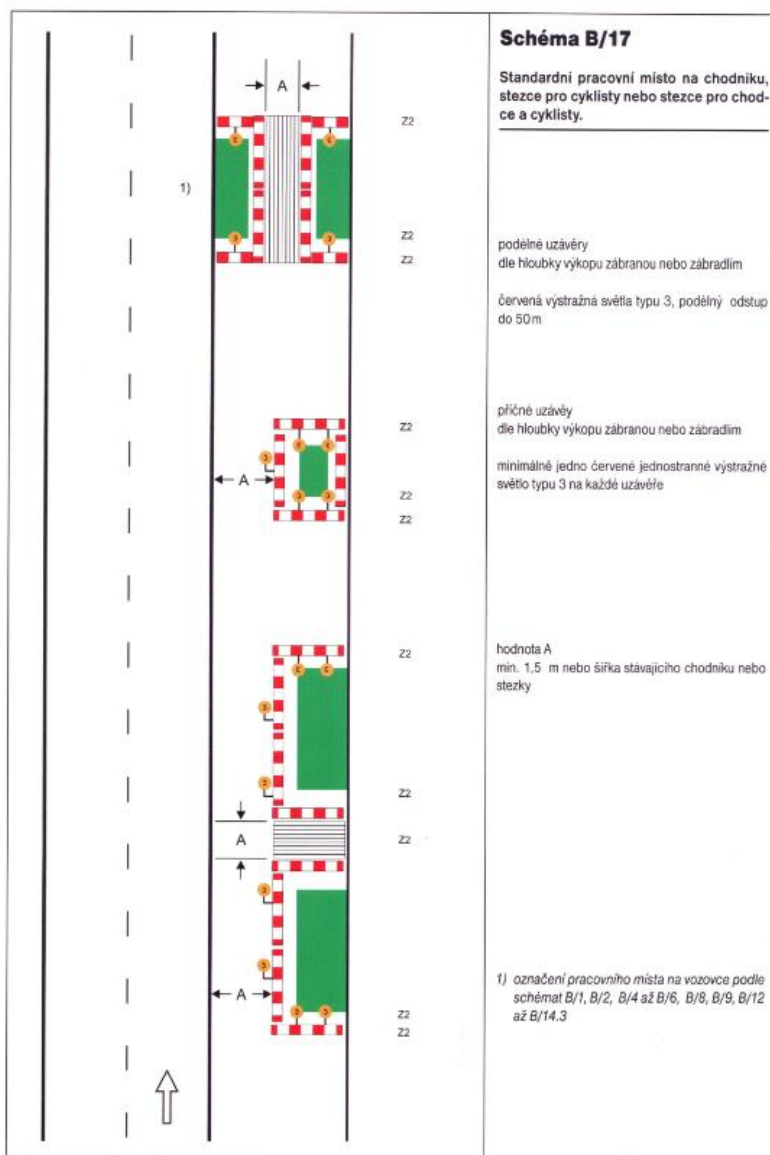 Schéma B/17
Standardní pracovní místo na chodníku,
stezce pro cyklisty nebo stezce pro chod-
ce a cyklisty.
A
Z2
1)
Z2
Z2
podélné uzávěry
dle hloubky výkopu zábranou nebo zábradlím
červená výstražná světla typu 3, podélný odstup
do 50 m
Z2
příčné uzávěy
dle hloubky výkopu zábranou nebo zábradlím
3
A
Z2
Z2
minimálně jedno červené jednostranné výstražné
světlo typu 3 na každé uzávěře
Z2
hodnota A
min. 1,5 m nebo šířka stávajícího chodníku nebo
stezky
Z2
A
Z2
A
Z2
Z2
1) označení pracovního místa na vozovce podle
schémat B/1, B/2, B/4 až B/6, B/8, B/9, B/12
až B/14.3